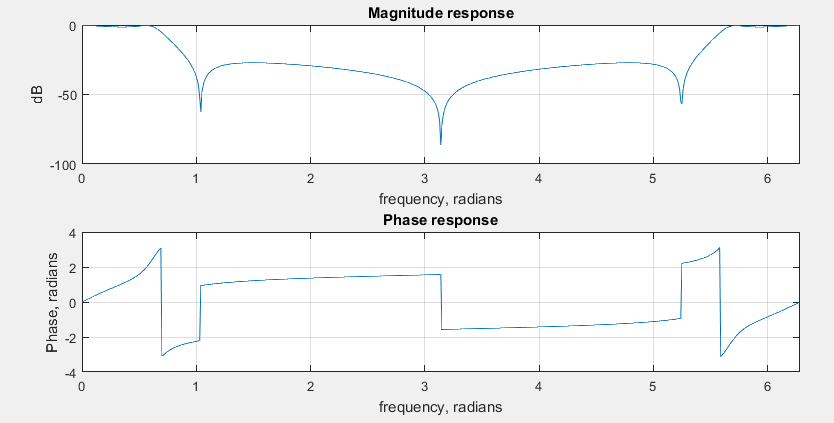 Magnitude response
dB
0
-50
-100
0 1 2 3 4 5 6
frequency, radians
Phase response
Phase, radians
4
2
0
-2
-4
0 1 2 3 4 5 6
frequency, radians